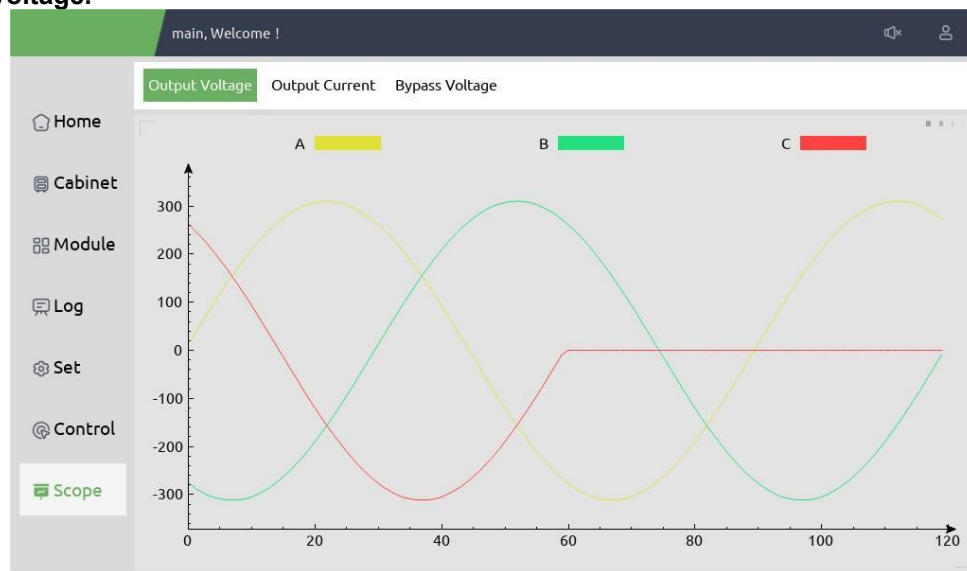 Voltage.
main, Welcome !
Output Voltage Output Current Bypass Voltage
Home
Cabinet
Module
Log
Set
Control
Scope
A B C
300
200
100
0
-100
-200
-300
0 20 40 60 80 100 120